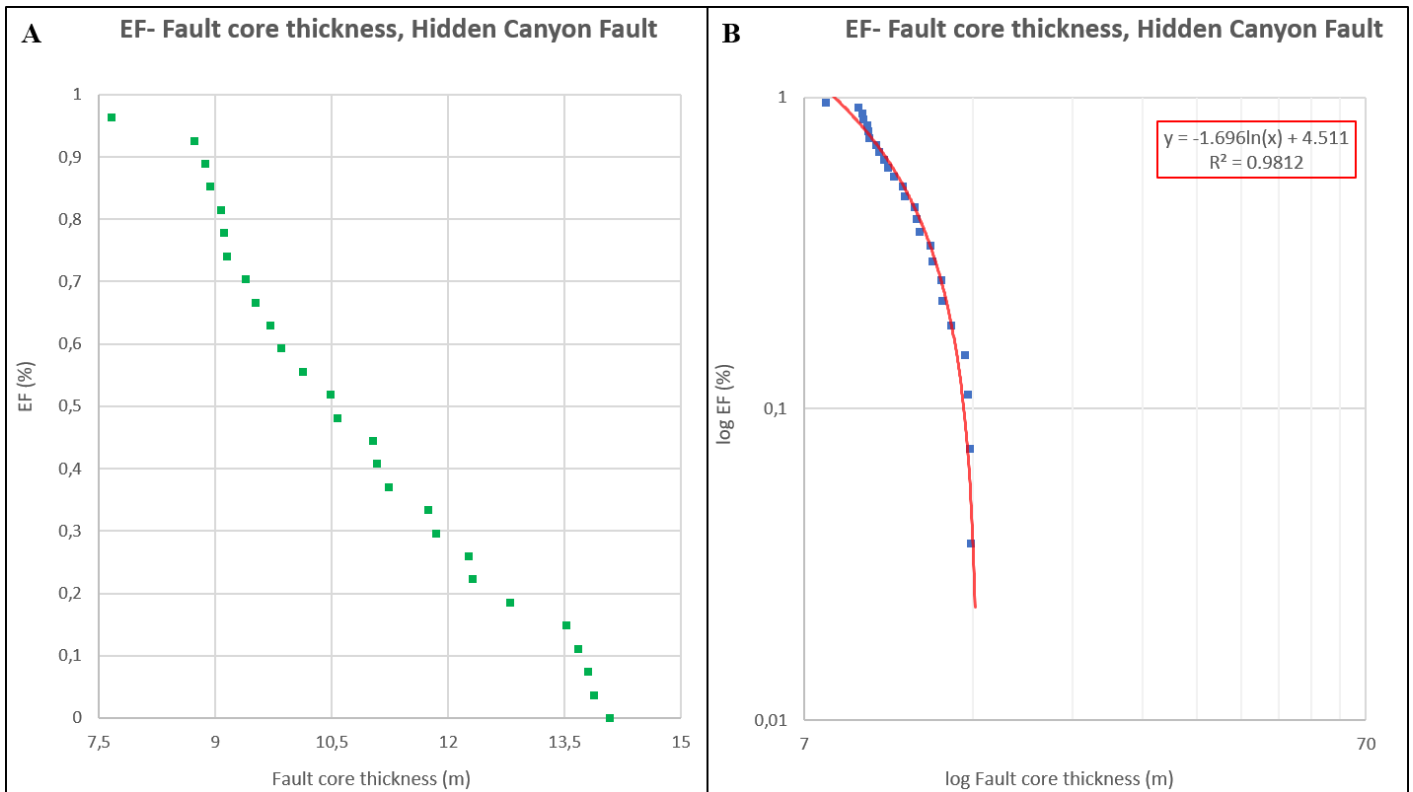 A
EF- Fault core thickness, Hidden Canyon Fault
1
0,9
0,8
0,7
0,6
0,5
0,4
0,3
0,2
0,1
0
EF (%)
7,5 9 10,5 12 13,5 15
Fault core thickness (m)
B
EF- Fault core thickness, Hidden Canyon Fault
y = -1.696ln(x) + 4.511
R² = 0.9812
1
0,1
0,01
log EF (%)
7 70
log Fault core thickness (m)